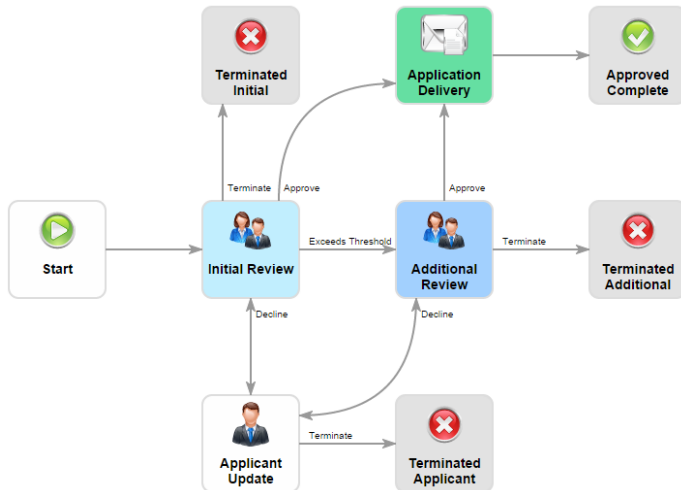 Terminated
Initial
Application
Delivery
Approved
Complete
Terminate
Approve
Approve
Start
Initial Review
Exceeds Threshold
Additional
Review
Terminate
Terminated
Additional
Decline
Decline
Applicant
Update
Terminate
Terminated
Applicant